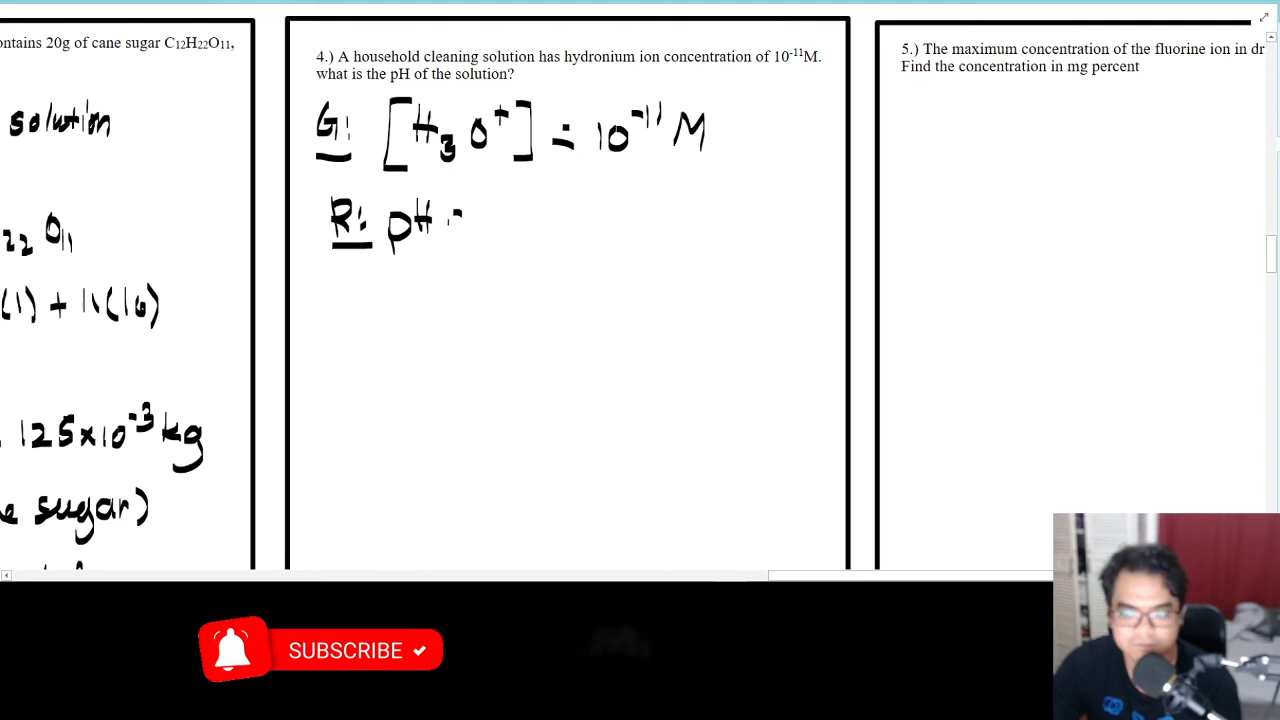 ontains 20g of cane sugar C₁₂H₂₂O₁₁,
solution
22 O₁₁
(1) + 11(16)
125×10⁻³ kg
e sugar)
4.) A household cleaning solution has hydronium ion concentration of 10⁻¹¹M.
what is the pH of the solution?
G: [H₃O⁺] = 10⁻¹¹ M
R: pH
5.) The maximum concentration of the fluorine ion in dr
Find the concentration in mg percent
SUBSCRIBE